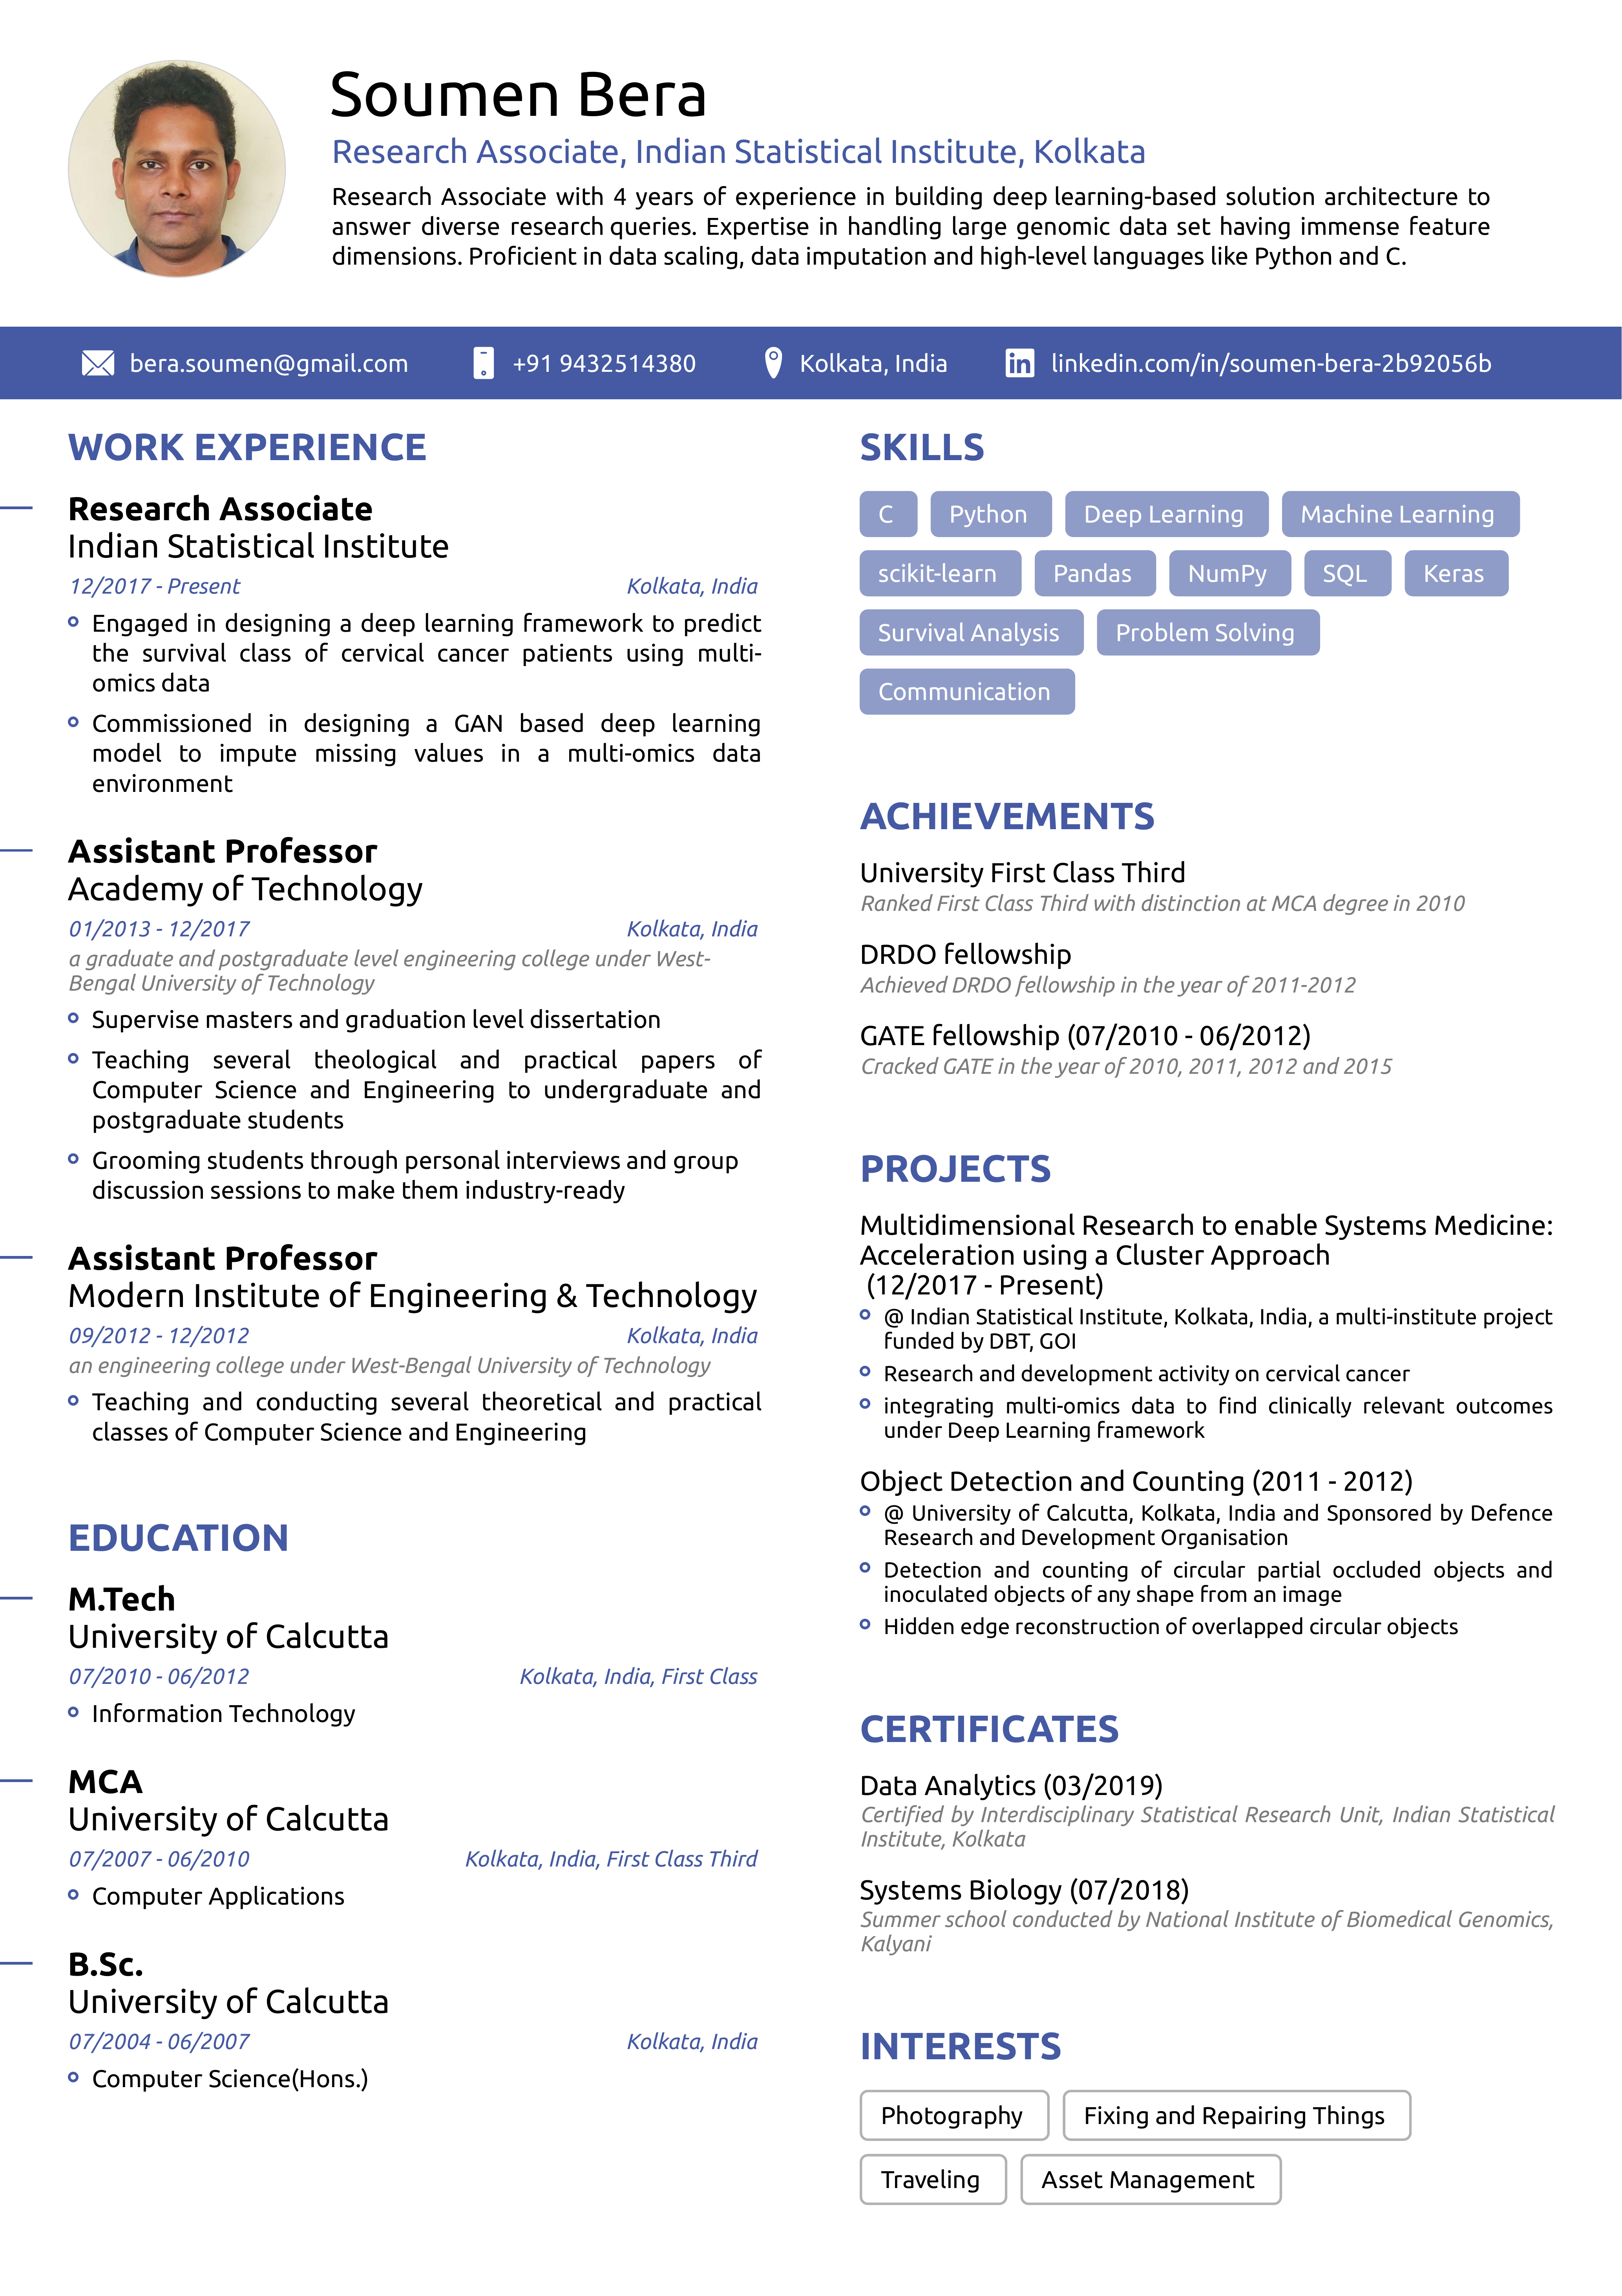 Soumen Bera
Research Associate, Indian Statistical Institute, Kolkata
Research Associate with 4 years of experience in building deep learning-based solution architecture to
answer diverse research queries. Expertise in handling large genomic data set having immense feature
dimensions. Proficient in data scaling, data imputation and high-level languages like Python and C.
bera.soumen@gmail.com
+91 9432514380
Kolkata, India
linkedin.com/in/soumen-bera-2b92056b
WORK EXPERIENCE
Research Associate
Indian Statistical Institute
12/2017 - Present Kolkata, India
Engaged in designing a deep learning framework to predict
the survival class of cervical cancer patients using multi-
omics data
Commissioned in designing a GAN based deep learning
model to impute missing values in a multi-omics data
environment
Assistant Professor
Academy of Technology
01/2013 - 12/2017 Kolkata, India
a graduate and postgraduate level engineering college under West-
Bengal University of Technology
Supervise masters and graduation level dissertation
Teaching several theological and practical papers of
Computer Science and Engineering to undergraduate and
postgraduate students
Grooming students through personal interviews and group
discussion sessions to make them industry-ready
Assistant Professor
Modern Institute of Engineering & Technology
09/2012 - 12/2012 Kolkata, India
an engineering college under West-Bengal University of Technology
Teaching and conducting several theoretical and practical
classes of Computer Science and Engineering
EDUCATION
M.Tech
University of Calcutta
07/2010 - 06/2012 Kolkata, India, First Class
Information Technology
MCA
University of Calcutta
07/2007 - 06/2010 Kolkata, India, First Class Third
Computer Applications
B.Sc.
University of Calcutta
07/2004 - 06/2007 Kolkata, India
Computer Science(Hons.)
SKILLS
C Python Deep Learning Machine Learning
scikit-learn Pandas NumPy SQL Keras
Survival Analysis Problem Solving
Communication
ACHIEVEMENTS
University First Class Third
Ranked First Class Third with distinction at MCA degree in 2010
DRDO fellowship
Achieved DRDO fellowship in the year of 2011-2012
GATE fellowship (07/2010 - 06/2012)
Cracked GATE in the year of 2010, 2011, 2012 and 2015
PROJECTS
Multidimensional Research to enable Systems Medicine:
Acceleration using a Cluster Approach
(12/2017 - Present)
@ Indian Statistical Institute, Kolkata, India, a multi-institute project
funded by DBT, GOI
Research and development activity on cervical cancer
integrating multi-omics data to find clinically relevant outcomes
under Deep Learning framework
Object Detection and Counting (2011 - 2012)
@ University of Calcutta, Kolkata, India and Sponsored by Defence
Research and Development Organisation
Detection and counting of circular partial occluded objects and
inoculated objects of any shape from an image
Hidden edge reconstruction of overlapped circular objects
CERTIFICATES
Data Analytics (03/2019)
Certified by Interdisciplinary Statistical Research Unit, Indian Statistical
Institute, Kolkata
Systems Biology (07/2018)
Summer school conducted by National Institute of Biomedical Genomics,
Kalyani
INTERESTS
Photography Fixing and Repairing Things
Traveling Asset Management